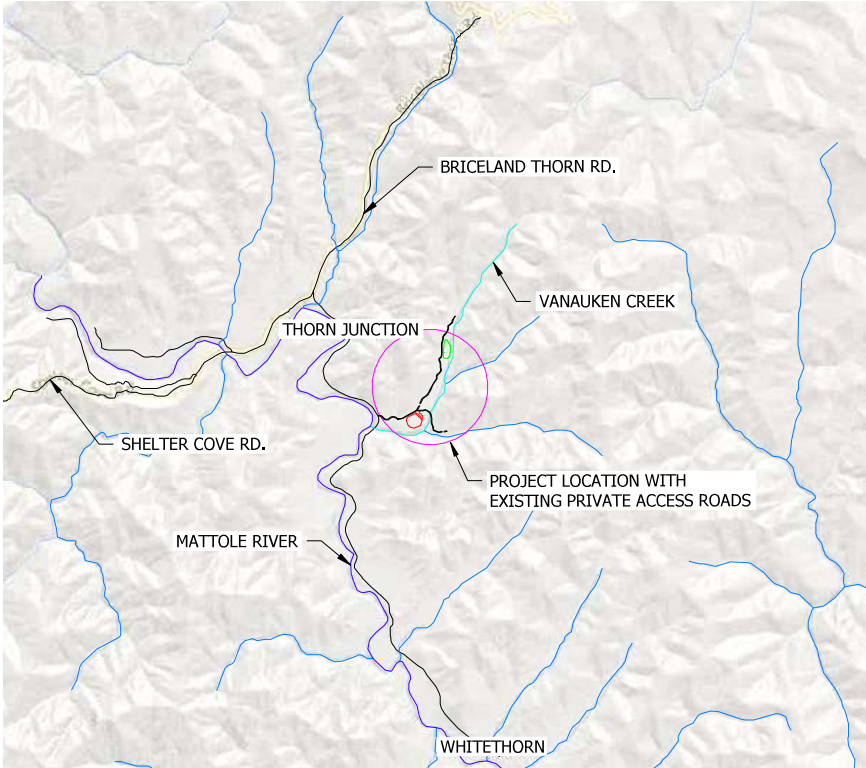 BRICELAND THORN RD.
VANAUKEN CREEK
THORN JUNCTION
SHELTER COVE RD.
PROJECT LOCATION WITH
EXISTING PRIVATE ACCESS ROADS
MATTOLE RIVER
WHITETHORN